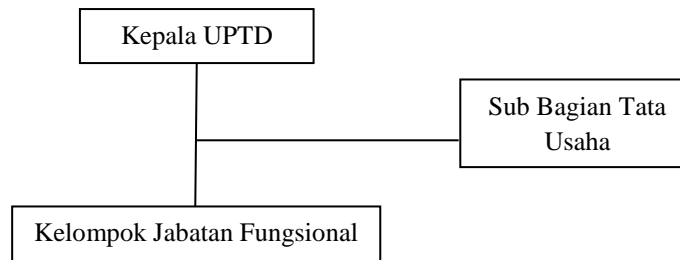 Kepala UPTD
Sub Bagian Tata
Usaha
Kelompok Jabatan Fungsional